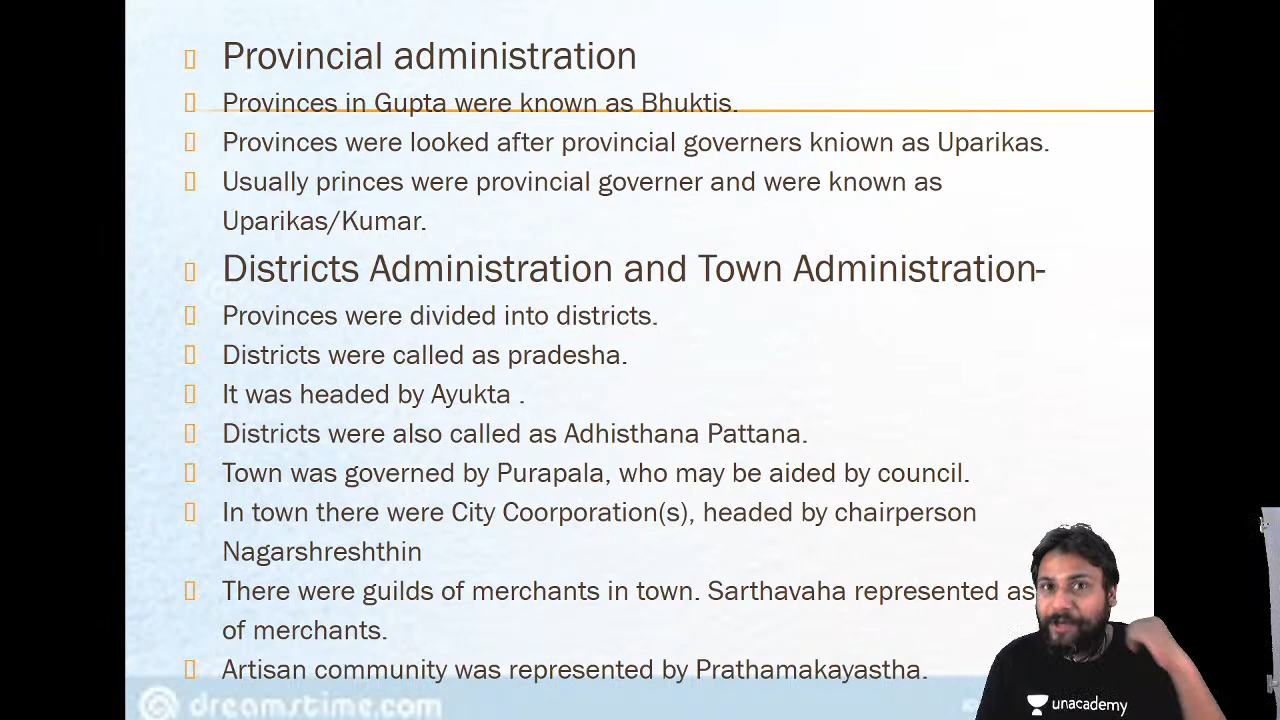 Provincial administration
Provinces in Gupta were known as Bhuktis.
Provinces were looked after provincial governers kniown as Uparikas.
Usually princes were provincial governer and were known as
Uparikas/Kumar.
Districts Administration and Town Administration-
Provinces were divided into districts.
Districts were called as pradesha.
It was headed by Ayukta .
Districts were also called as Adhisthana Pattana.
Town was governed by Purapala, who may be aided by council.
In town there were City Coorporation(s), headed by chairperson
Nagarshreshthin
There were guilds of merchants in town. Sarthavaha represented as
of merchants.
Artisan community was represented by Prathamakayastha.
dreamstime.com
unacademy